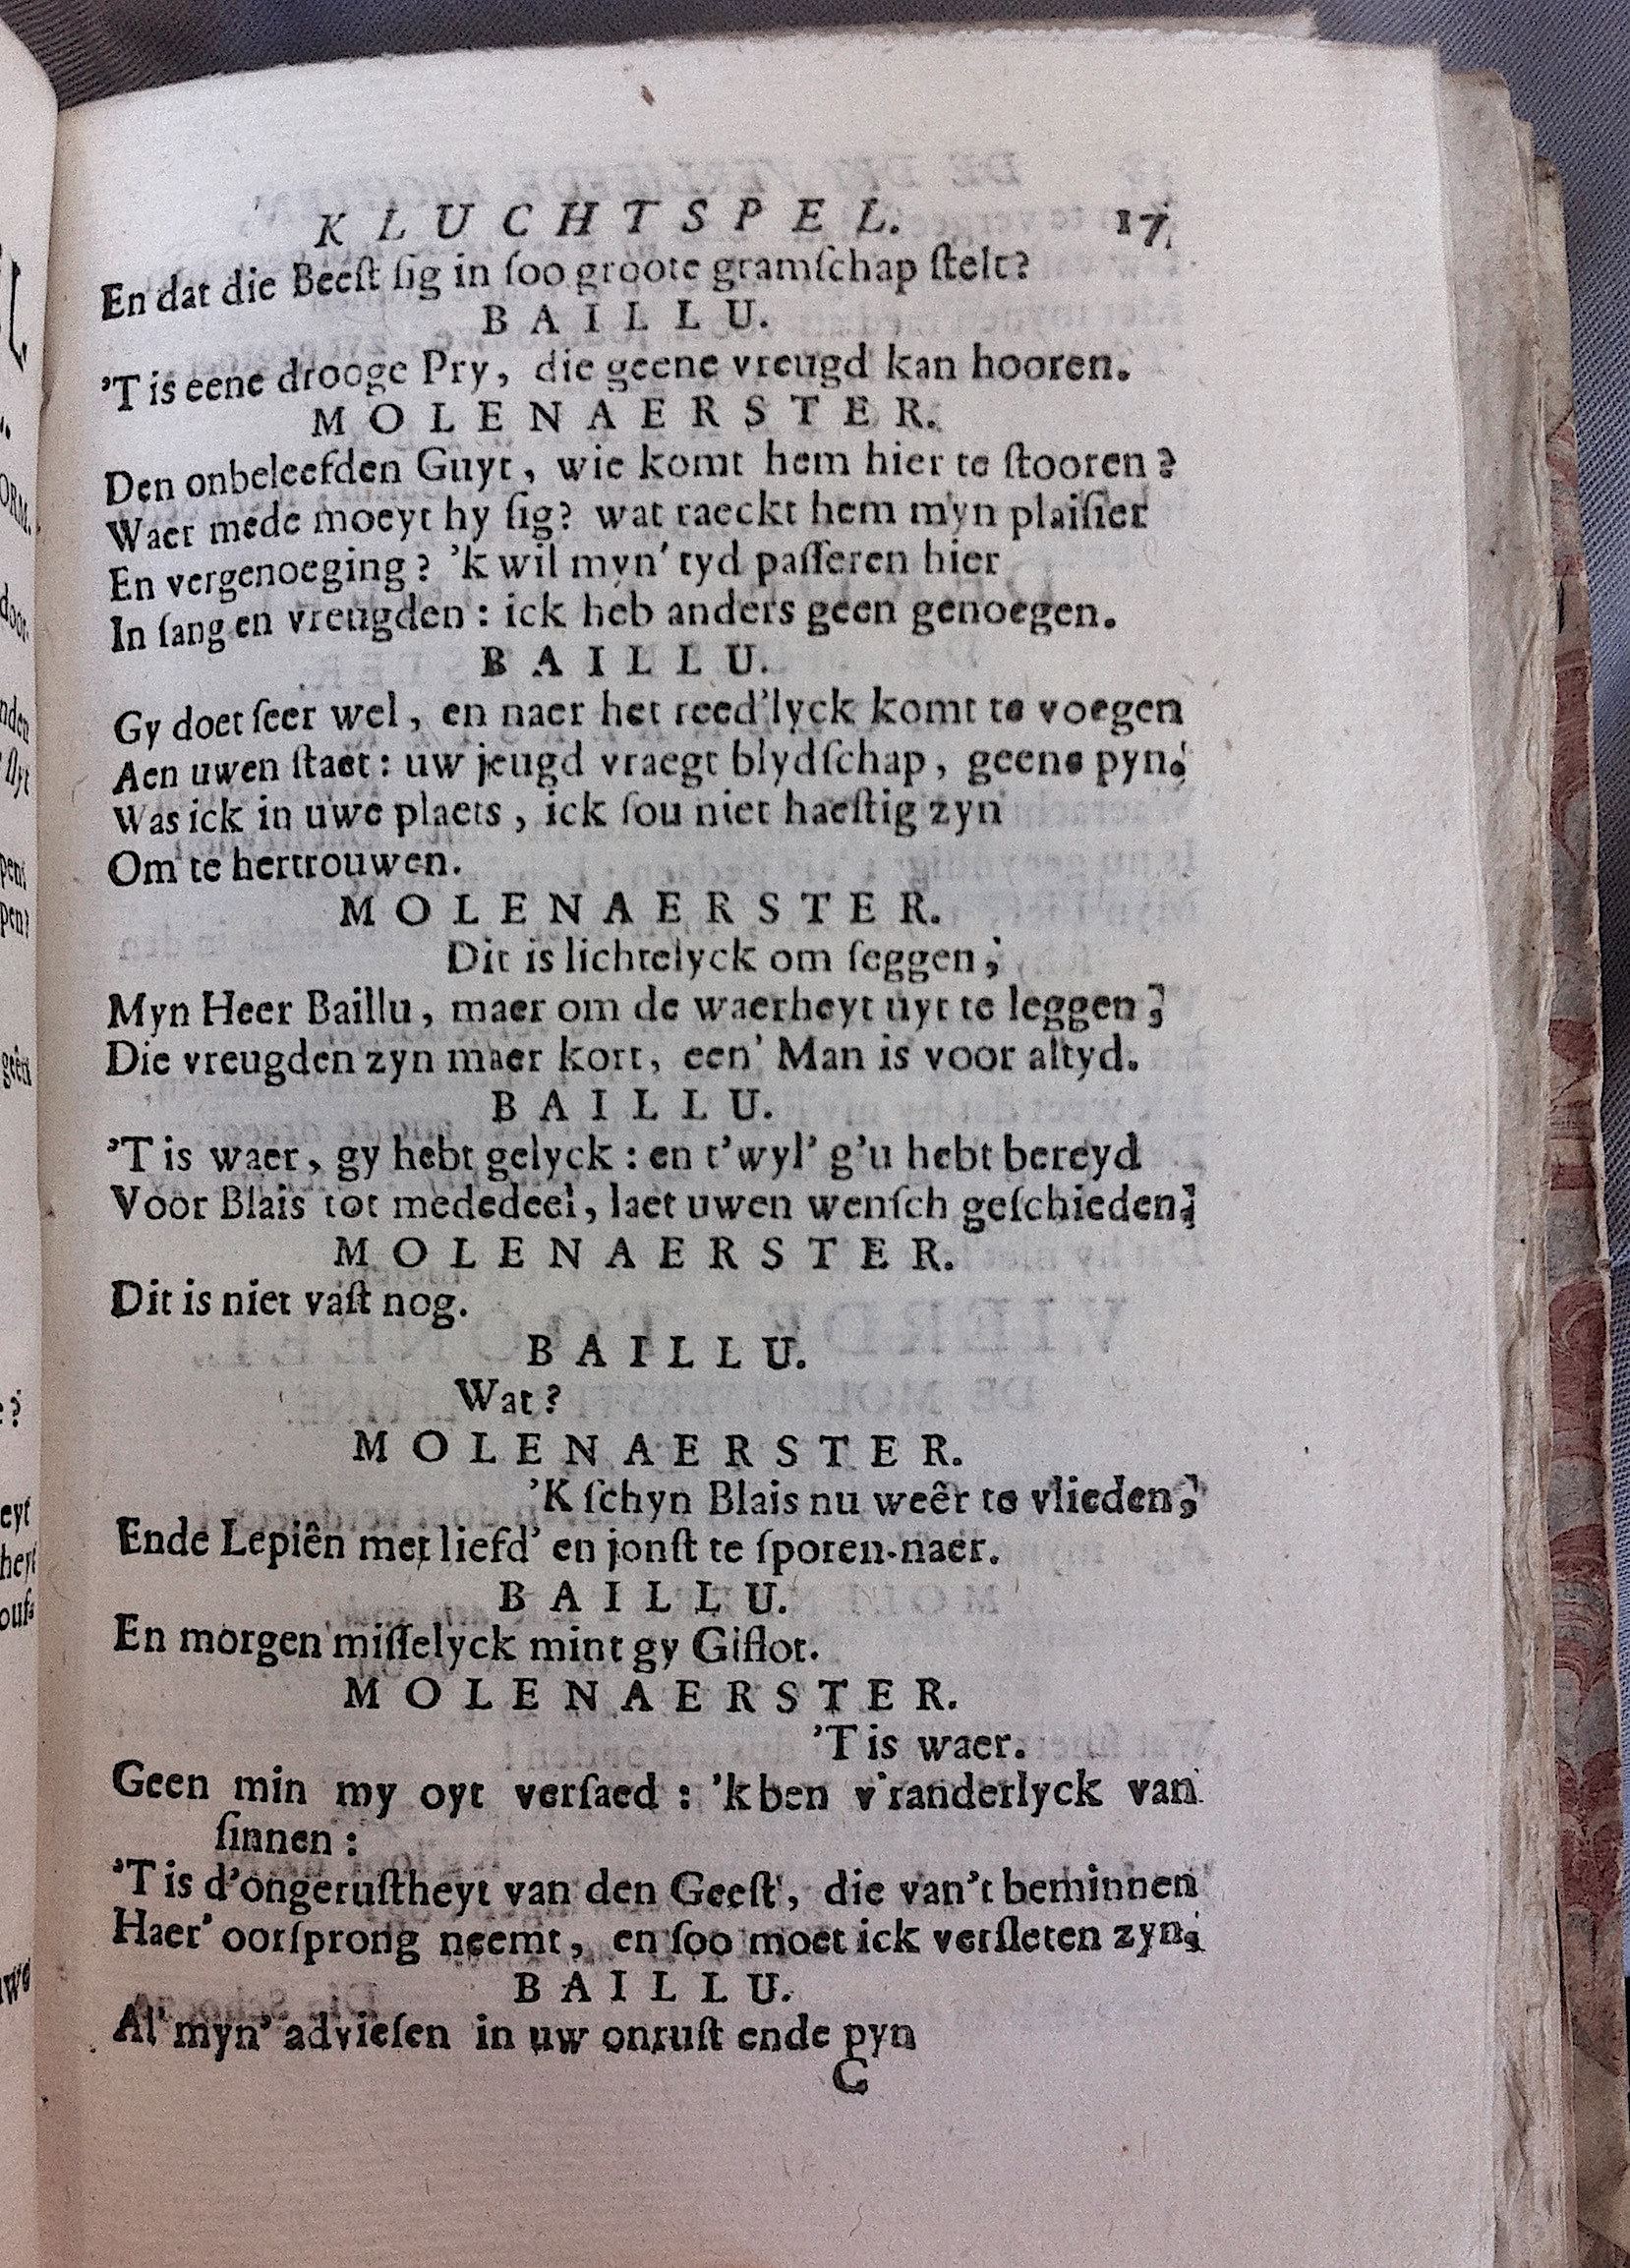 KLUCHTSPEL. 17
En dat die Beeſt ſig in ſoo groote gramſchap ſtelt?
BAILLU.
'T is eene drooge Pry, die geene vreugd kan hooren.
MOLENAERSTER.
Den onbeleefden Guyt, wie komt hem hier te ſtooren?
Waer mede moeyt hy ſig? wat raeckt hem myn plaiſier
En vergenoeging? 'k wil myn' tyd paſſeren hier
In ſang en vreugden: ick heb anders geen genoegen.
BAILLU.
Gy doet ſeer wel, en naer het reed'lyck komt te voegen
Aen uwen ſtaet: uw jeugd vraegt blydſchap, geene pyn.
Was ick in uwe plaets, ick ſou niet haeſtig zyn
Om te hertrouwen.
MOLENAERSTER.
Dit is lichtelyck om ſeggen,
Myn Heer Baillu, maer om de waerheyt uyt te leggen,
Die vreugden zyn maer kort, een' Man is voor altyd.
BAILLU.
'T is waer, gy hebt gelyck: en t'wyl' g'u hebt bereyd
Voor Blais tot mededeel, laet uwen wenſch geſchieden.
MOLENAERSTER.
Dit is niet vaſt nog.
BAILLU.
Wat?
MOLENAERSTER.
'K ſchyn Blais nu weêr te vlieden,
Ende Lepiên met liefd' en jonſt te ſporen-naer.
BAILLU.
En morgen miſſelyck mint gy Giflot.
MOLENAERSTER.
'T is waer.
Geen min my oyt verſaed: 'k ben v'randerlyck van
ſinnen:
'T is d'ongeruſtheyt van den Geeſt, die van't beminnen
Haer' oorſprong neemt, en ſoo moet ick verſleten zyn.
BAILLU.
Al' myn' advieſen in uw onruſt ende pyn
C